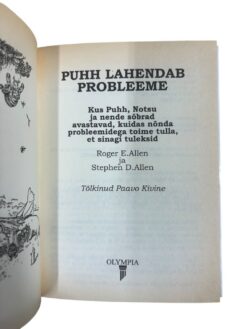 PUHH LAHENDAB
PROBLEEME
Kus Puhh, Notsu
ja nende sõbrad
avastavad, kuidas nõnda
probleemidega toime tulla,
et sinagi tuleksid
Roger E.Allen
ja
Stephen D.Allen
Tõlkinud Paavo Kivine
OLYMPIA